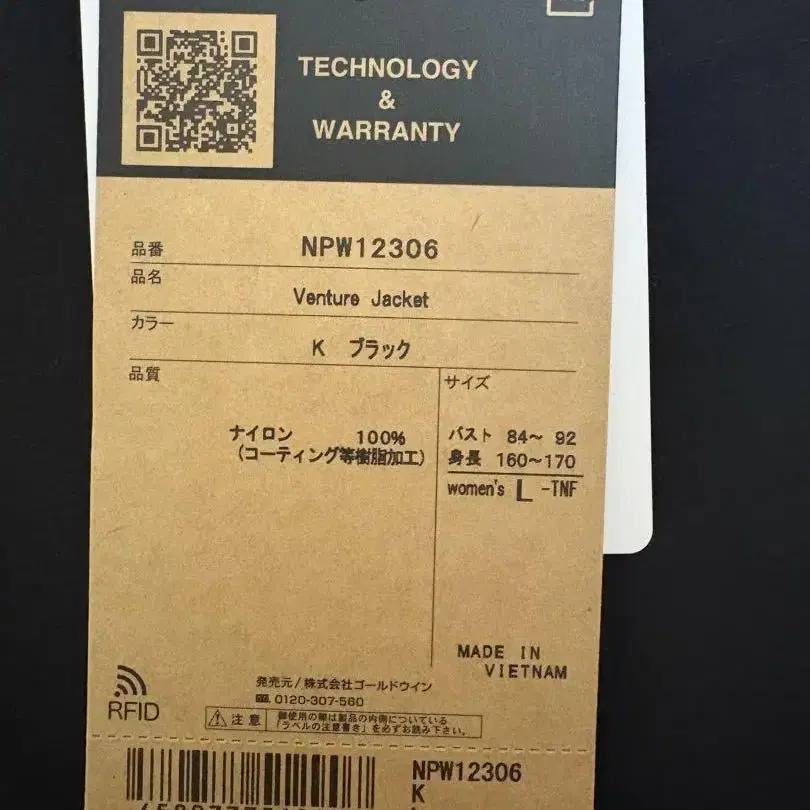 TECHNOLOGY
&
WARRANTY
品番 NPW12306
品名
Venture Jacket
カラー
K ブラック
品質
サイズ
ナイロン 100%
(コーティング等樹脂加工)
バスト 84~ 92
身長 160~170
women's L -TNF
MADE IN
VIETNAM
RFID
発売元/株式会社ゴールドウイン
0120-307-560
注意
御使用の際は製品の内側についている
「ラベルの注意書き」を必ずお読み下さい。
NPW12306
K